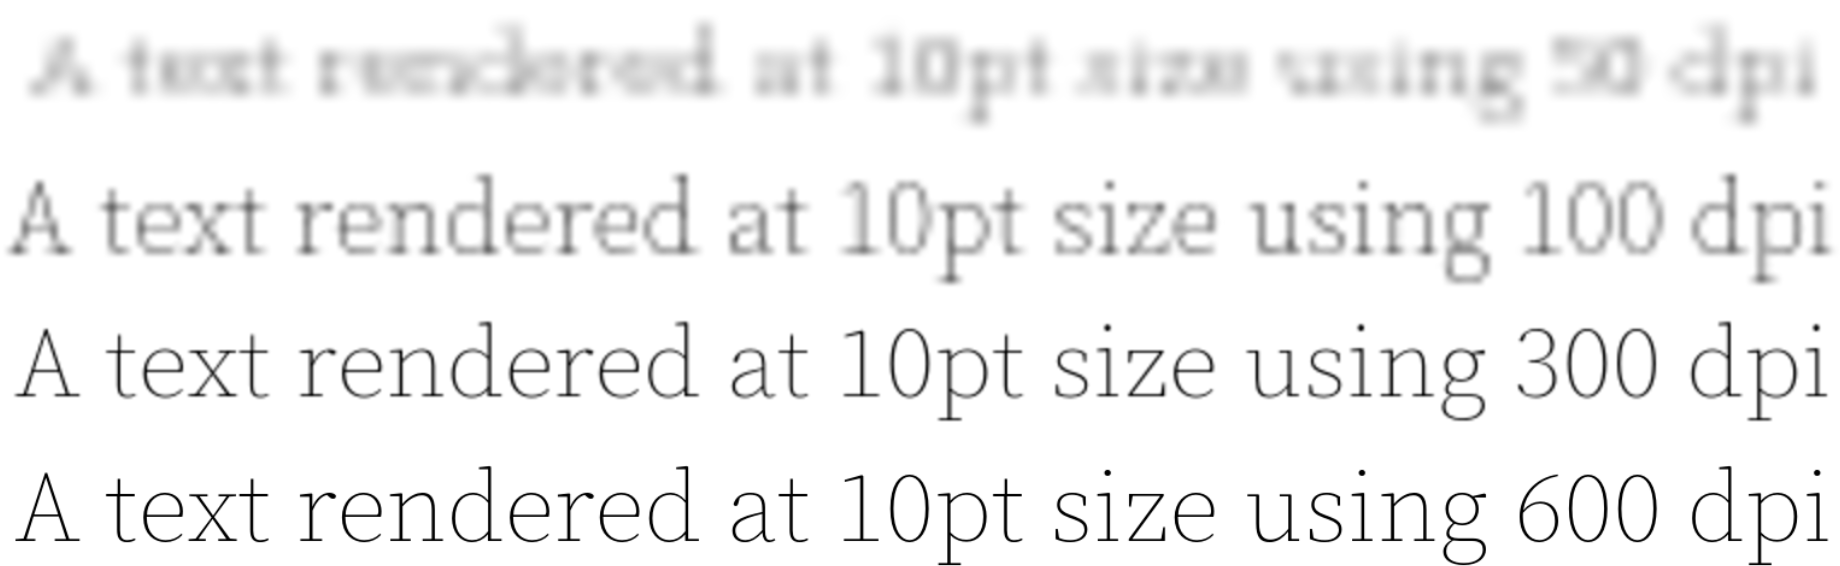 A text rendered at 10pt size using 50 dpi
A text rendered at 10pt size using 100 dpi
A text rendered at 10pt size using 300 dpi
A text rendered at 10pt size using 600 dpi